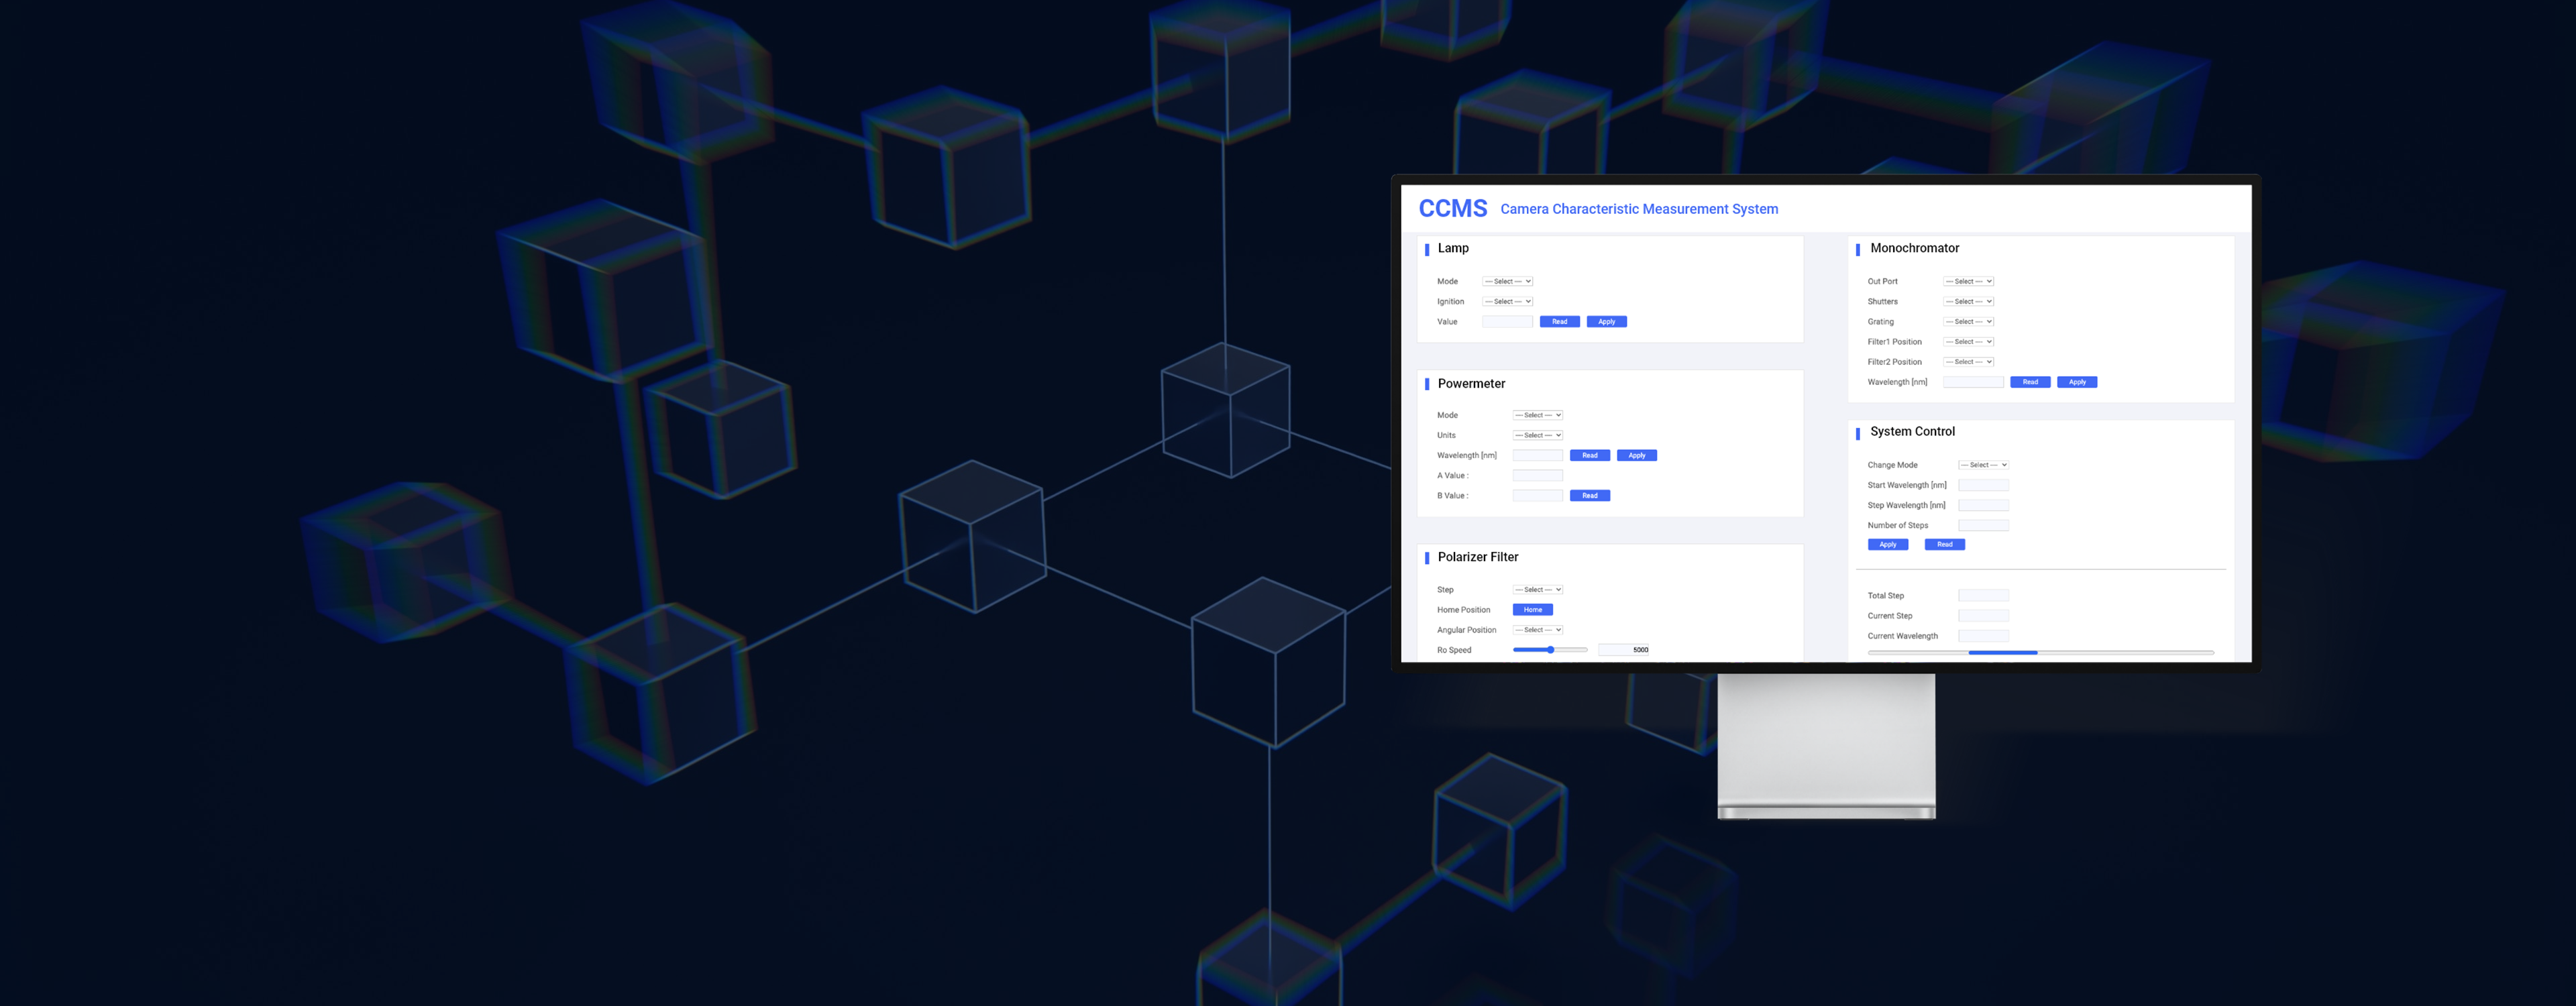 CCMS Camera Characteristic Measurement System
Lamp
Mode --- Select ---
Ignition --- Select ---
Value Read Apply
Powermeter
Mode --- Select ---
Units --- Select ---
Wavelength [nm] Read Apply
A Value :
B Value : Read
Polarizer Filter
Step --- Select ---
Home Position Home
Angular Position --- Select ---
Ro Speed 5000
Monochromator
Out Port --- Select ---
Shutters --- Select ---
Grating --- Select ---
Filter1 Position --- Select ---
Filter2 Position --- Select ---
Wavelength [nm] Read Apply
System Control
Change Mode --- Select ---
Start Wavelength [nm]
Step Wavelength [nm]
Number of Steps
Apply Read
Total Step
Current Step
Current Wavelength